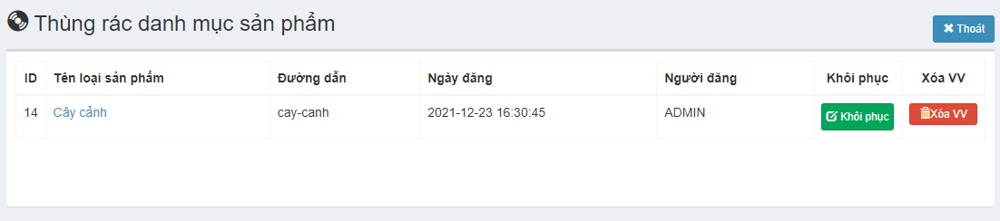 Thùng rác danh mục sản phẩm
Thoát
ID Tên loại sản phẩm Đường dẫn Ngày đăng Người đăng Khôi phục Xóa VV
14 Cây cảnh cay-canh 2021-12-23 16:30:45 ADMIN Khôi phục Xóa VV